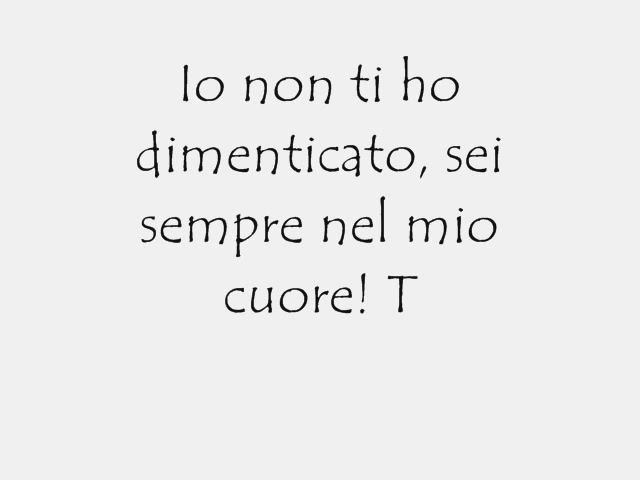 Io non ti ho
dimenticato, sei
sempre nel mio
cuore! T